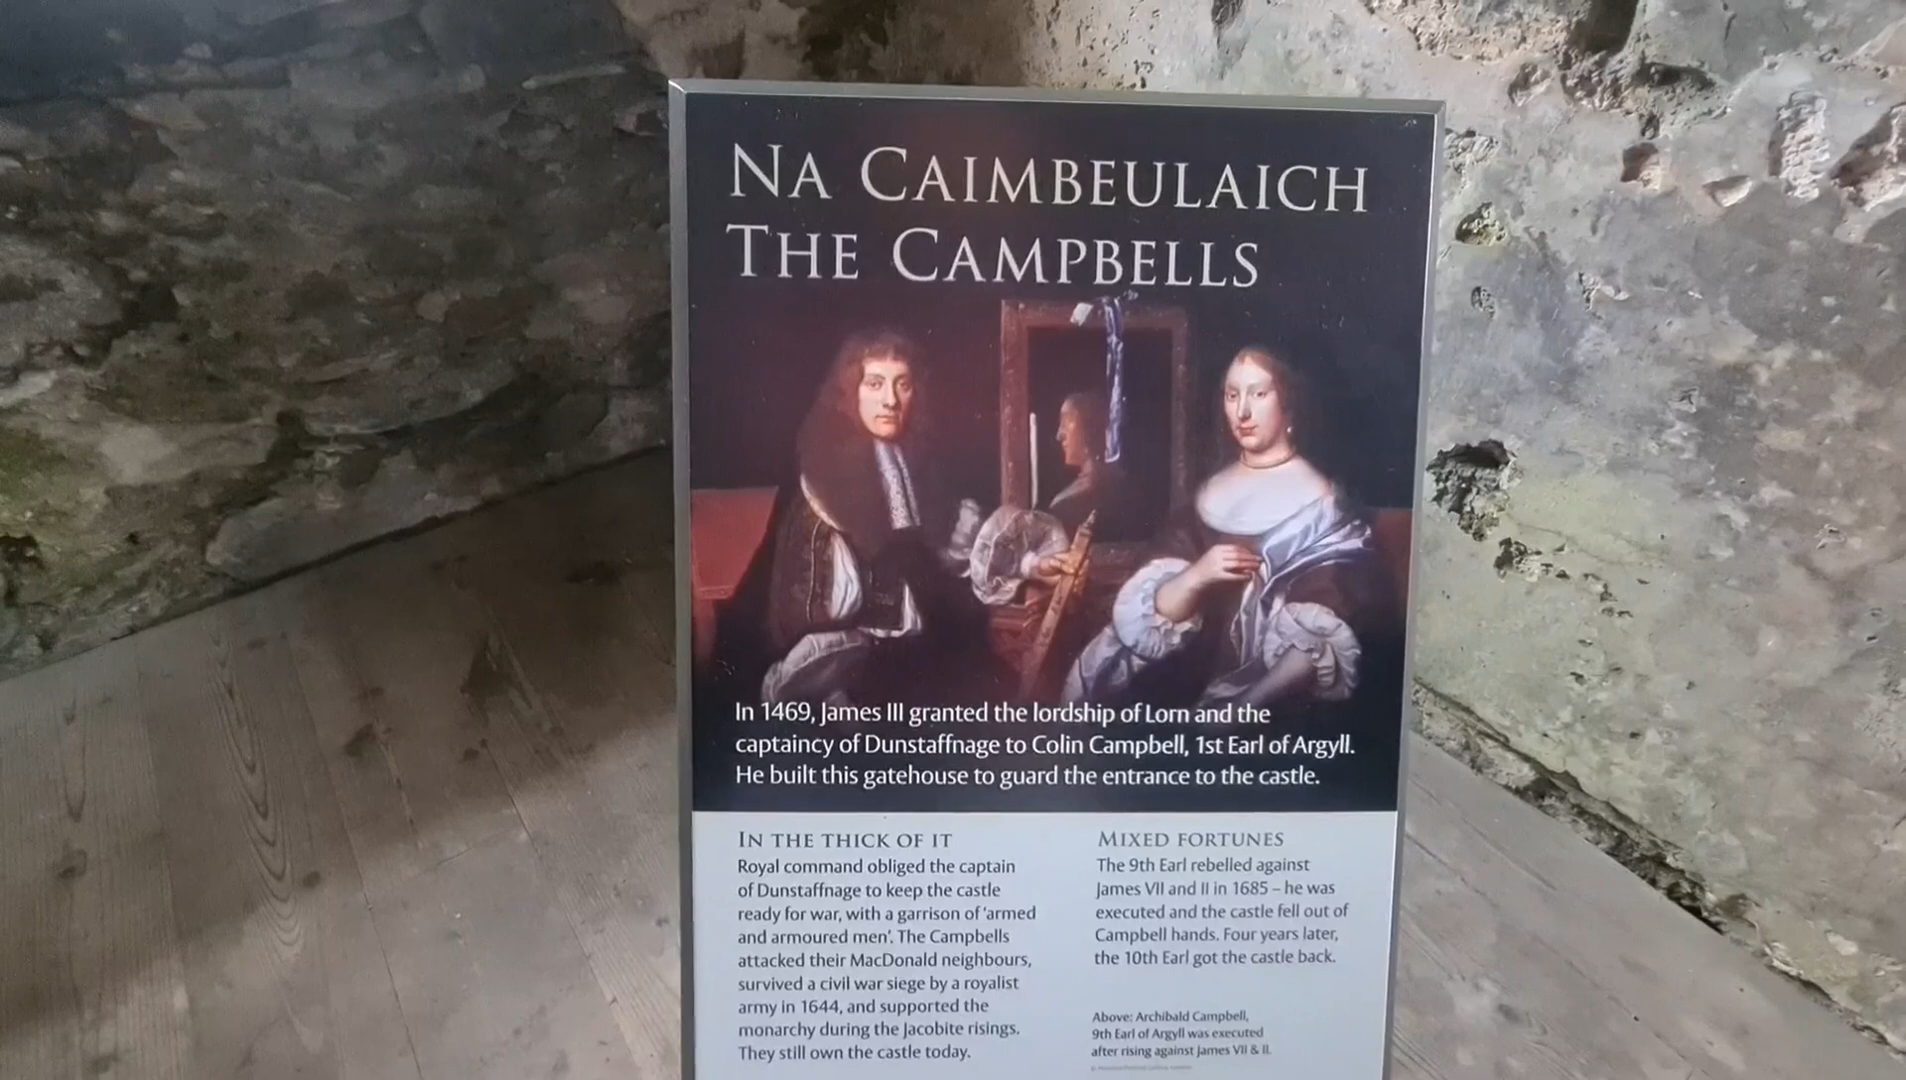 NA CAIMBEULAICH
THE CAMPBELLS
In 1469, James III granted the lordship of Lorn and the
captaincy of Dunstaffnage to Colin Campbell, 1st Earl of Argyll.
He built this gatehouse to guard the entrance to the castle.
IN THE THICK OF IT
Royal command obliged the captain
of Dunstaffnage to keep the castle
ready for war, with a garrison of ‘armed
and armoured men’. The Campbells
attacked their MacDonald neighbours,
survived a civil war siege by a royalist
army in 1644, and supported the
monarchy during the Jacobite risings.
They still own the castle today.
MIXED FORTUNES
The 9th Earl rebelled against
James VII and II in 1685 – he was
executed and the castle fell out of
Campbell hands. Four years later,
the 10th Earl got the castle back.
Above: Archibald Campbell,
9th Earl of Argyll was executed
after rising against James VII & II.